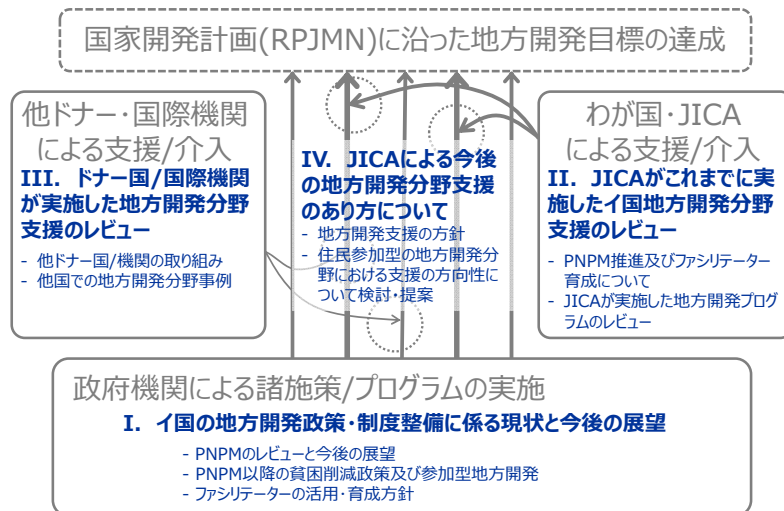 国家開発計画(RPJMN)に沿った地方開発目標の達成
他ドナー・国際機関
による支援/介入
III. ドナー国/国際機関
が実施した地方開発分野
支援のレビュー
- 他ドナー国/機関の取り組み
- 他国での地方開発分野事例
IV. JICAによる今後
の地方開発分野支援
のあり方について
- 地方開発支援の方針
- 住民参加型の地方開発分
野における支援の方向性
について検討・提案
わが国・JICA
による支援/介入
II. JICAがこれまでに実
施したイ国地方開発分野
支援のレビュー
- PNPM推進及びファシリテーター
育成について
- JICAが実施した地方開発プログ
ラムのレビュー
政府機関による諸施策/プログラムの実施
I. イ国の地方開発政策・制度整備に係る現状と今後の展望
- PNPMのレビューと今後の展望
- PNPM以降の貧困削減政策及び参加型地方開発
- ファシリテーターの活用・育成方針